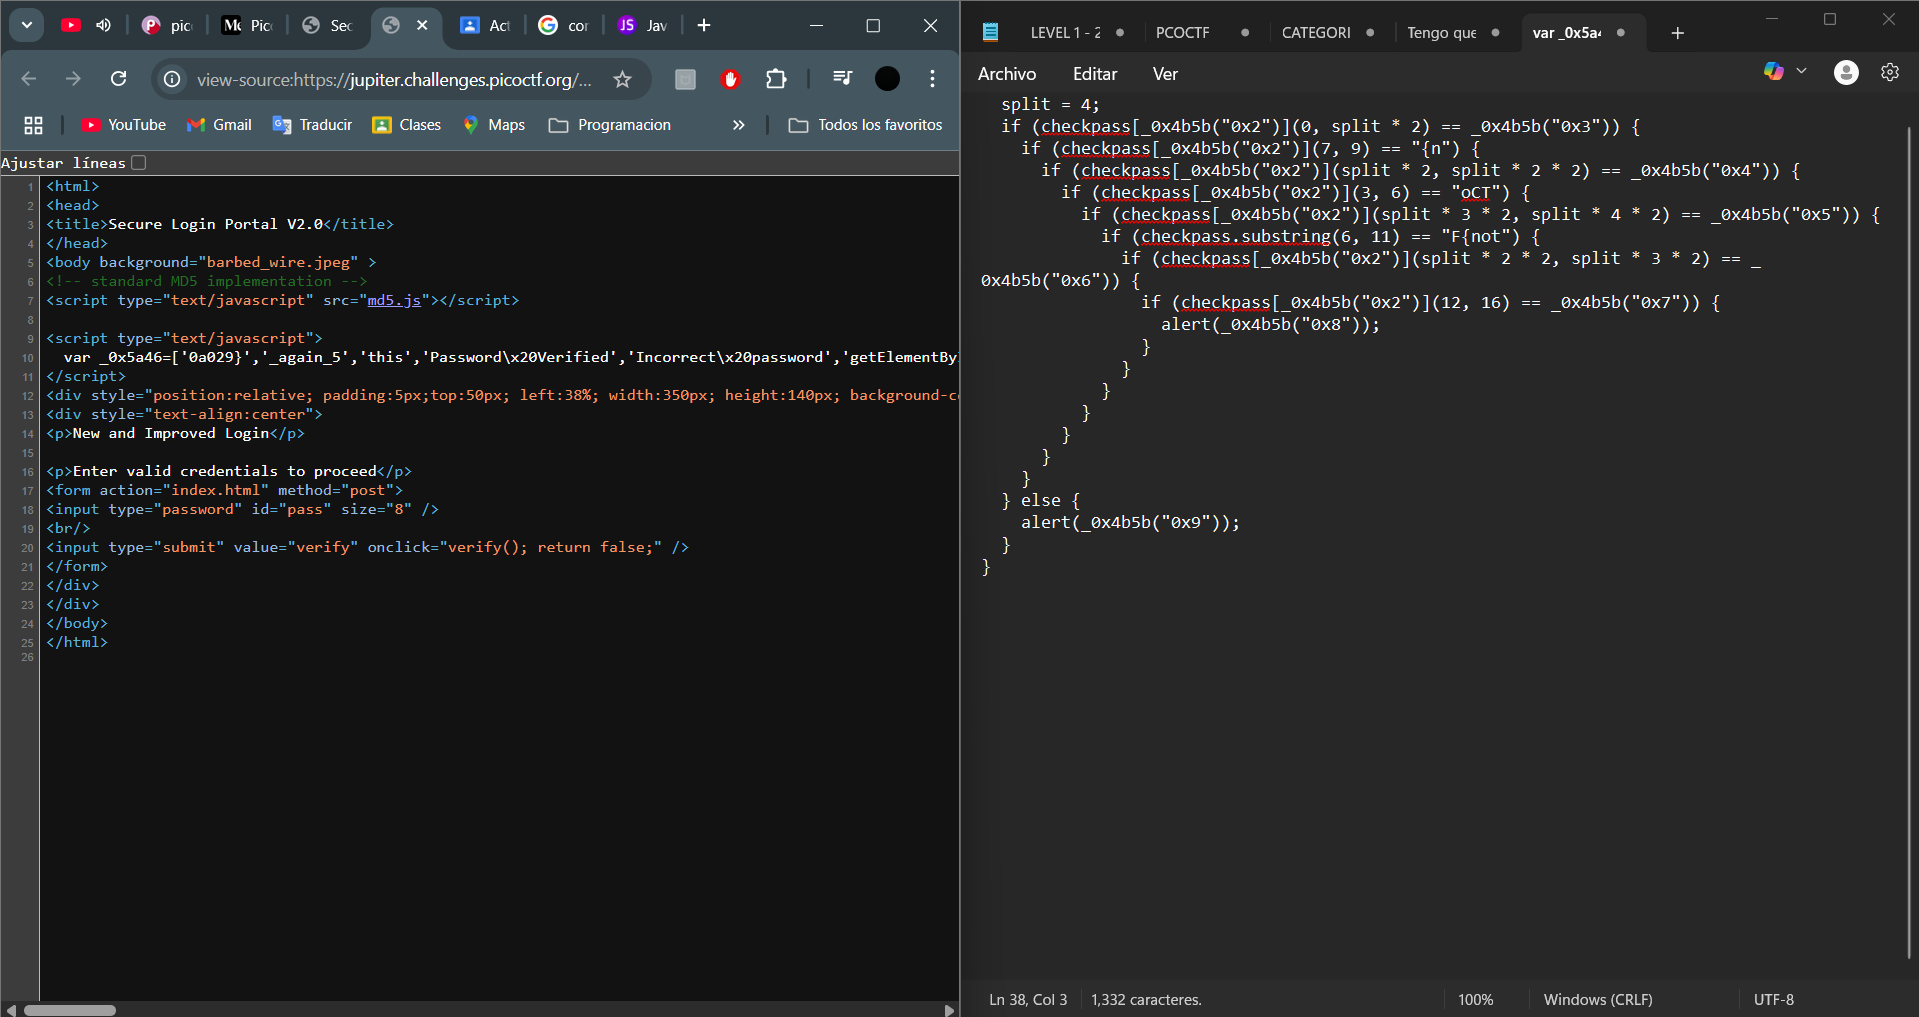 pic
Pic
Sec
Act
cor
Jav
view-source:https://jupiter.challenges.picoctf.org/...
YouTube
Gmail
Traducir
Clases
Maps
Programacion
»
Todos los favoritos
Ajustar líneas
1 <html>
2 <head>
3 <title>Secure Login Portal V2.0</title>
4 </head>
5 <body background="barbed_wire.jpeg" >
6 <!-- standard MD5 implementation -->
7 <script type="text/javascript" src="md5.js"></script>
8
9 <script type="text/javascript">
10 var _0x5a46=['0a029}','_again_5','this','Password\x20Verified','Incorrect\x20password','getElementBy
11 </script>
12 <div style="position:relative; padding:5px;top:50px; left:38%; width:350px; height:140px; background-c
13 <div style="text-align:center">
14 <p>New and Improved Login</p>
15
16 <p>Enter valid credentials to proceed</p>
17 <form action="index.html" method="post">
18 <input type="password" id="pass" size="8" />
19 <br/>
20 <input type="submit" value="verify" onclick="verify(); return false;" />
21 </form>
22 </div>
23 </div>
24 </body>
25 </html>
26
LEVEL 1 - 2
PCOCTF
CATEGORI
Tengo que
var _0x5a4
Archivo
Editar
Ver
split = 4;
if (checkpass[_0x4b5b("0x2")](0, split * 2) == _0x4b5b("0x3")) {
if (checkpass[_0x4b5b("0x2")](7, 9) == "{n") {
if (checkpass[_0x4b5b("0x2")](split * 2, split * 2 * 2) == _0x4b5b("0x4")) {
if (checkpass[_0x4b5b("0x2")](3, 6) == "oCT") {
if (checkpass[_0x4b5b("0x2")](split * 3 * 2, split * 4 * 2) == _0x4b5b("0x5")) {
if (checkpass.substring(6, 11) == "F{not") {
if (checkpass[_0x4b5b("0x2")](split * 2 * 2, split * 3 * 2) == _
0x4b5b("0x6")) {
if (checkpass[_0x4b5b("0x2")](12, 16) == _0x4b5b("0x7")) {
alert(_0x4b5b("0x8"));
}
}
}
}
}
}
}
} else {
alert(_0x4b5b("0x9"));
}
}
Ln 38, Col 3
1,332 caracteres.
100%
Windows (CRLF)
UTF-8